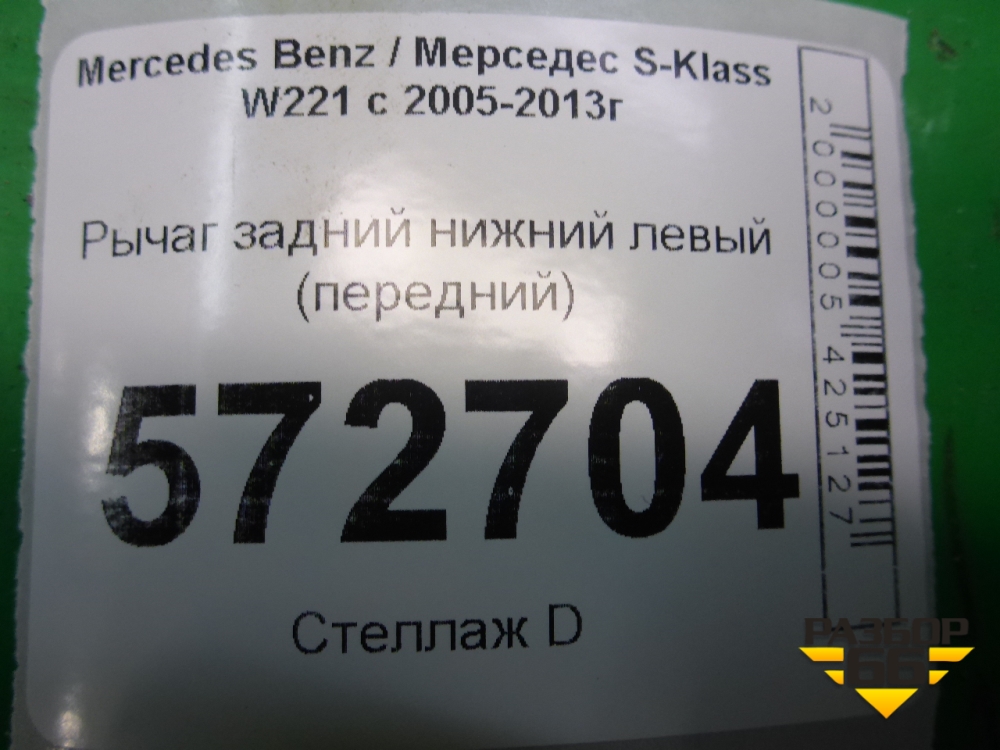 Mercedes Benz / Мерседес S-Klass
W221 с 2005-2013г
Рычаг задний нижний левый
(передний)
572704
Стеллаж D
2000005425127
РАЗБОР
66